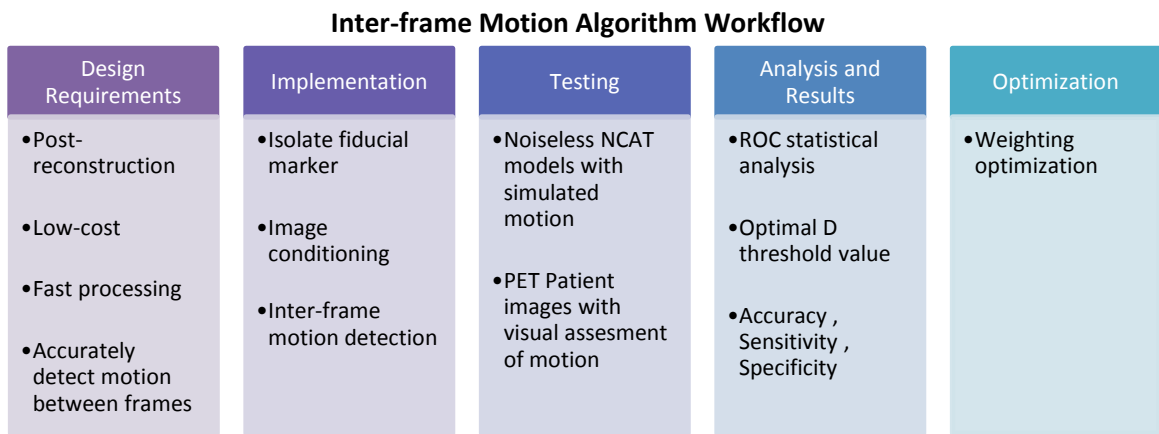 Inter-frame Motion Algorithm Workflow
Design
Requirements
•Post-
reconstruction
•Low-cost
•Fast processing
•Accurately
detect motion
between frames
Implementation
•Isolate fiducial
marker
•Image
conditioning
•Inter-frame
motion detection
Testing
•Noiseless NCAT
models with
simulated
motion
•PET Patient
images with
visual assesment
of motion
Analysis and
Results
•ROC statistical
analysis
•Optimal D
threshold value
•Accuracy ,
Sensitivity ,
Specificity
Optimization
•Weighting
optimization